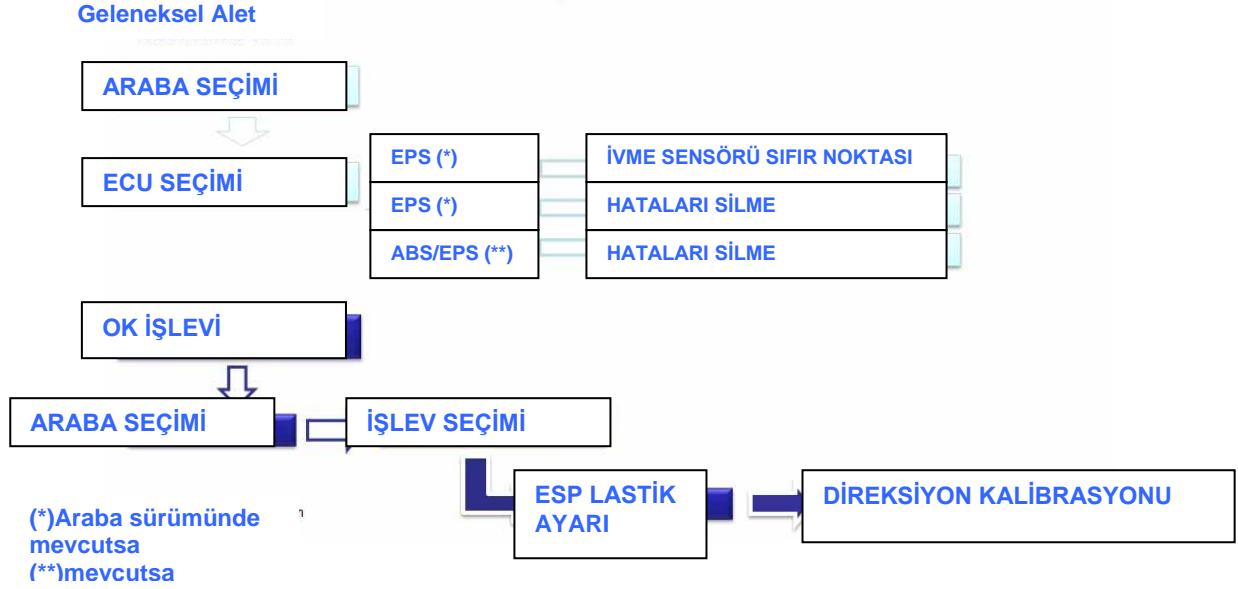 Geleneksel Alet
ARABA SEÇİMİ
ECU SEÇİMİ
EPS (*)
İVME SENSÖRÜ SIFIR NOKTASI
EPS (*)
HATALARI SİLME
ABS/EPS (**)
HATALARI SİLME
OK İŞLEVİ
ARABA SEÇİMİ
İŞLEV SEÇİMİ
ESP LASTİK
AYARI
DİREKSİYON KALİBRASYONU
(*)Araba sürümünde
mevcutsa
(**)mevcutsa